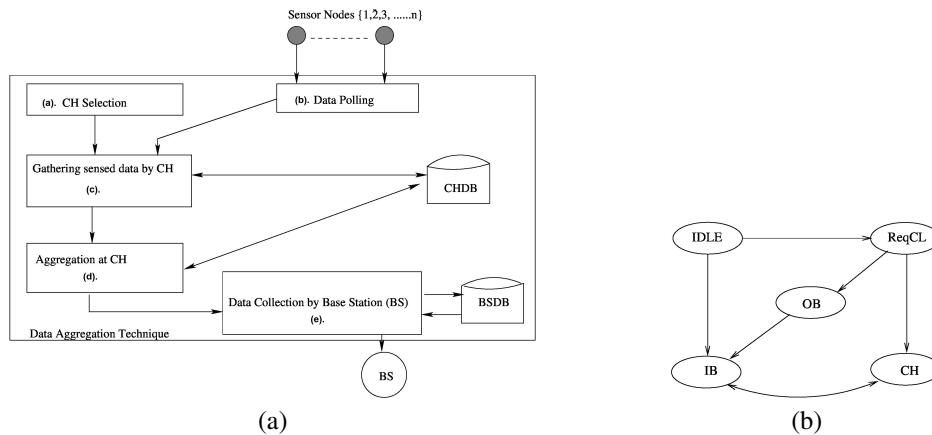 Sensor Nodes {1,2,3, ......n}
(a). CH Selection
(b). Data Polling
Gathering sensed data by CH
(c).
CHDB
Aggregation at CH
(d).
Data Collection by Base Station (BS)
(e).
BSDB
Data Aggregation Technique
BS
(a)
IDLE
ReqCL
OB
IB
CH
(b)